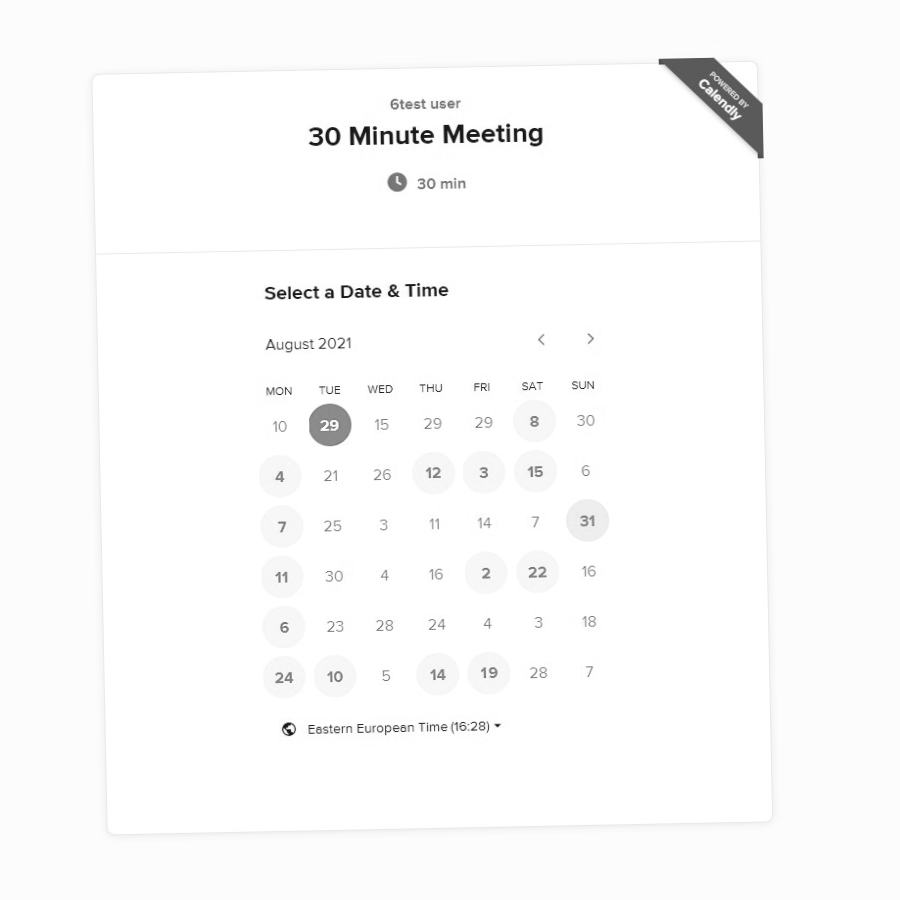 6test user
POWERED BY
Calendly
30 Minute Meeting
30 min
Select a Date & Time
August 2021
MON TUE WED THU FRI SAT SUN
10 29 15 29 29 8 30
4 21 26 12 3 15 6
7 25 3 11 14 7 31
11 30 4 16 2 22 16
6 23 28 24 4 3 18
24 10 5 14 19 28 7
Eastern European Time (16:28)